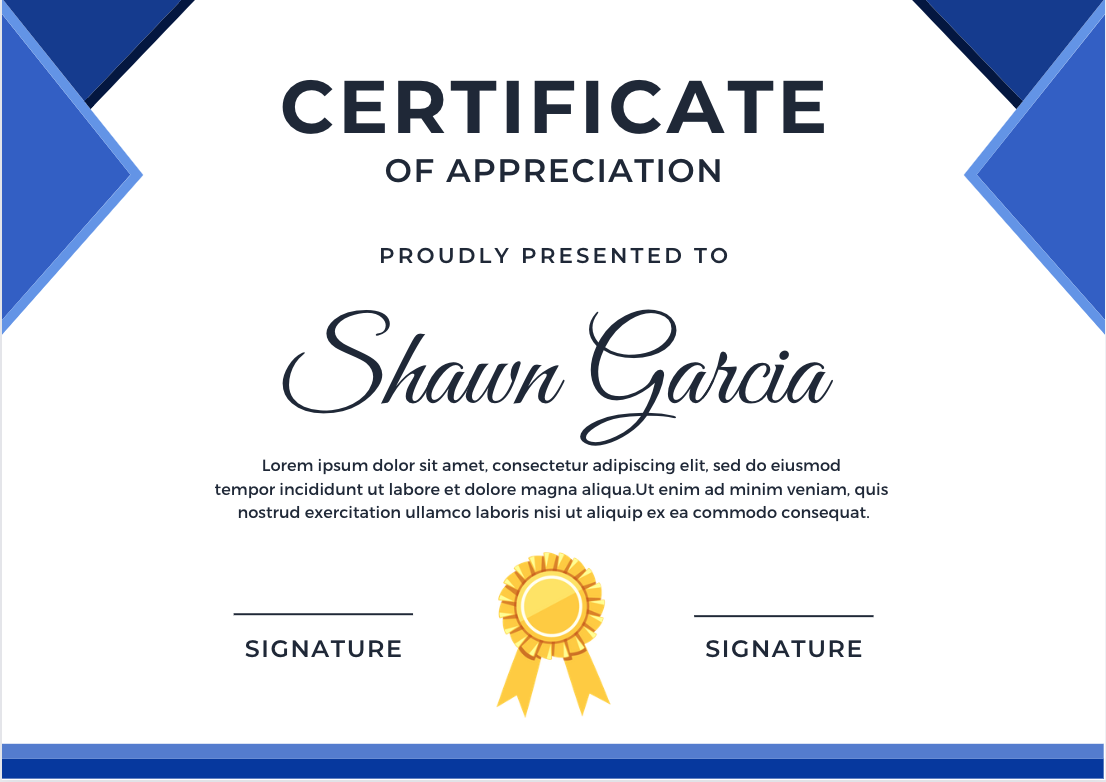 CERTIFICATE
OF APPRECIATION
PROUDLY PRESENTED TO
Shawn Garcia
Lorem ipsum dolor sit amet, consectetur adipiscing elit, sed do eiusmod
tempor incididunt ut labore et dolore magna aliqua.Ut enim ad minim veniam, quis
nostrud exercitation ullamco laboris nisi ut aliquip ex ea commodo consequat.
SIGNATURE
SIGNATURE